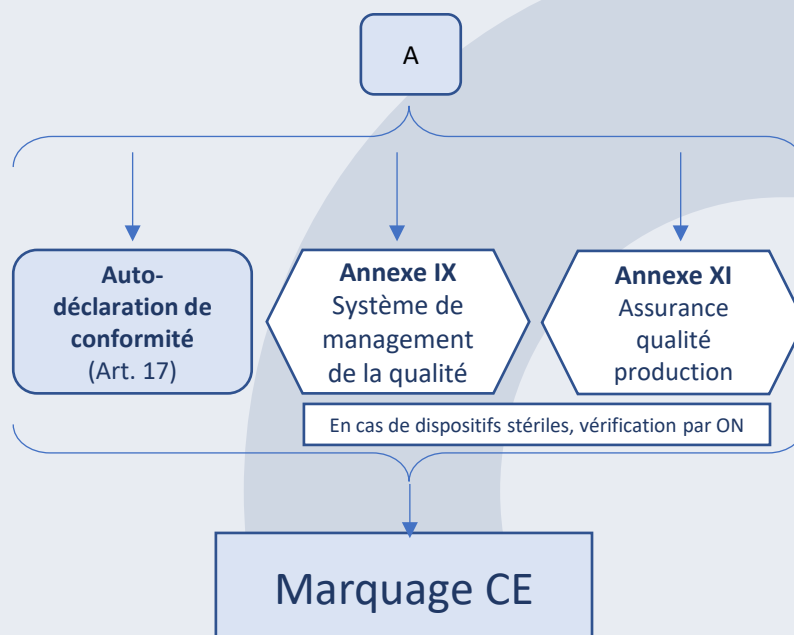 A
Auto-
déclaration de
conformité
(Art. 17)
Annexe IX
Système de
management
de la qualité
Annexe XI
Assurance
qualité
production
En cas de dispositifs stériles, vérification par ON
Marquage CE